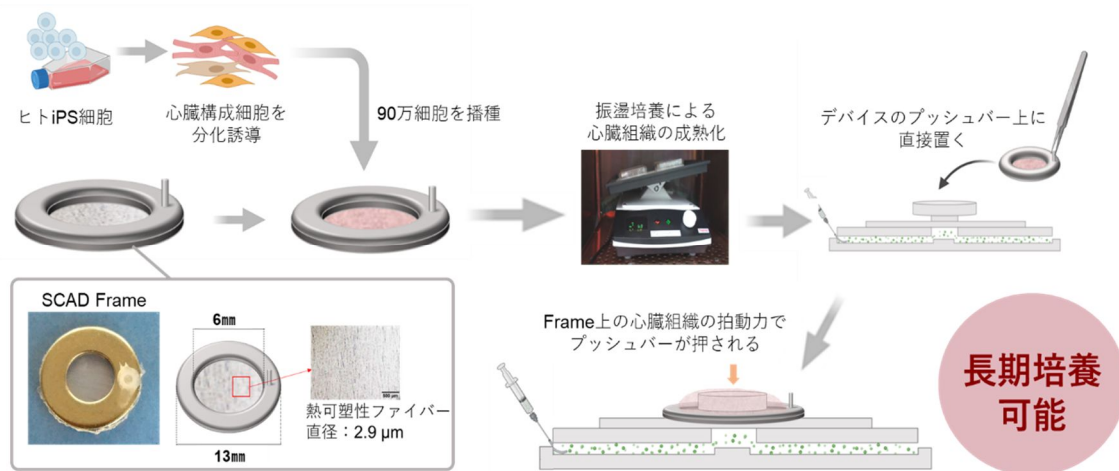 ヒトiPS細胞
心臓構成細胞を
分化誘導
90万細胞を播種
振盪培養による
心臓組織の成熟化
デバイスのプッシュバー上に
直接置く
SCAD Frame
6mm
13mm
熱可塑性ファイバー
直径：2.9 μm
Frame上の心臓組織の拍動力で
プッシュバーが押される
長期培養
可能